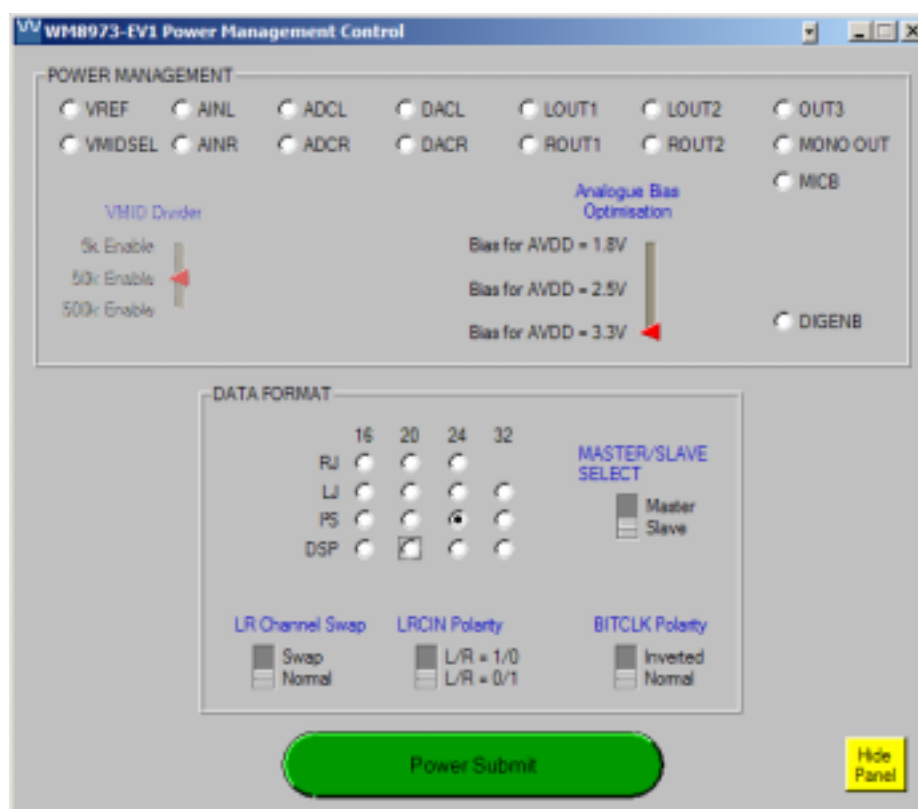 WM8973-EV1 Power Management Control
POWER MANAGEMENT
VREF AINL ADCL DACL LOUT1 LOUT2 OUT3
VMIDSEL AINR ADCR DACR ROUT1 ROUT2 MONO OUT
MICB
VMID Divider
Analogue Bias
Optimisation
5k Enable
50k Enable
500k Enable
Bias for AVDD = 1.8V
Bias for AVDD = 2.5V
Bias for AVDD = 3.3V
DIGENB
DATA FORMAT
16 20 24 32
RJ
LJ
I²S
DSP
MASTER/SLAVE
SELECT
Master
Slave
LR Channel Swap
Swap
Normal
LRCIN Polarity
L/R = 1/0
L/R = 0/1
BITCLK Polarity
Inverted
Normal
Power Submit
Hide
Panel